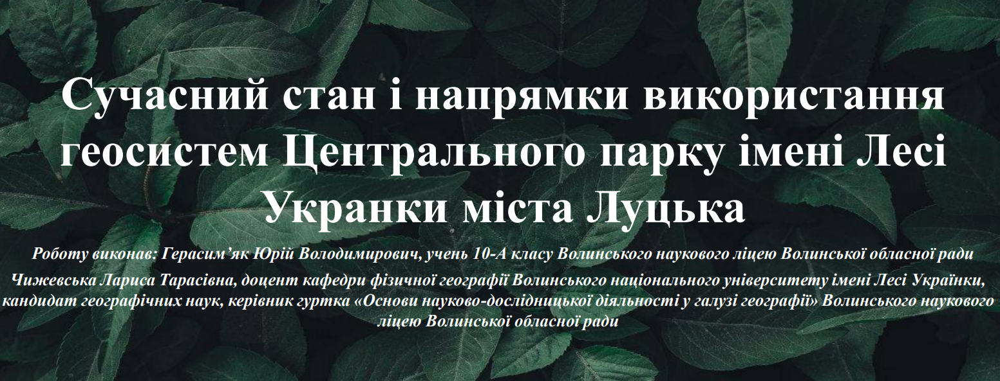 Сучасний стан і напрямки використання
геосистем Центрального парку імені Лесі
Укранки міста Луцька
Роботу виконав: Герасим’як Юрій Володимирович, учень 10-А класу Волинського наукового ліцею Волинської обласної ради
Чижевська Лариса Тарасівна, доцент кафедри фізичної географії Волинського національного університету імені Лесі Українки,
кандидат географічних наук, керівник гуртка «Основи науково-дослідницької діяльності у галузі географії» Волинського наукового
ліцею Волинської обласної ради